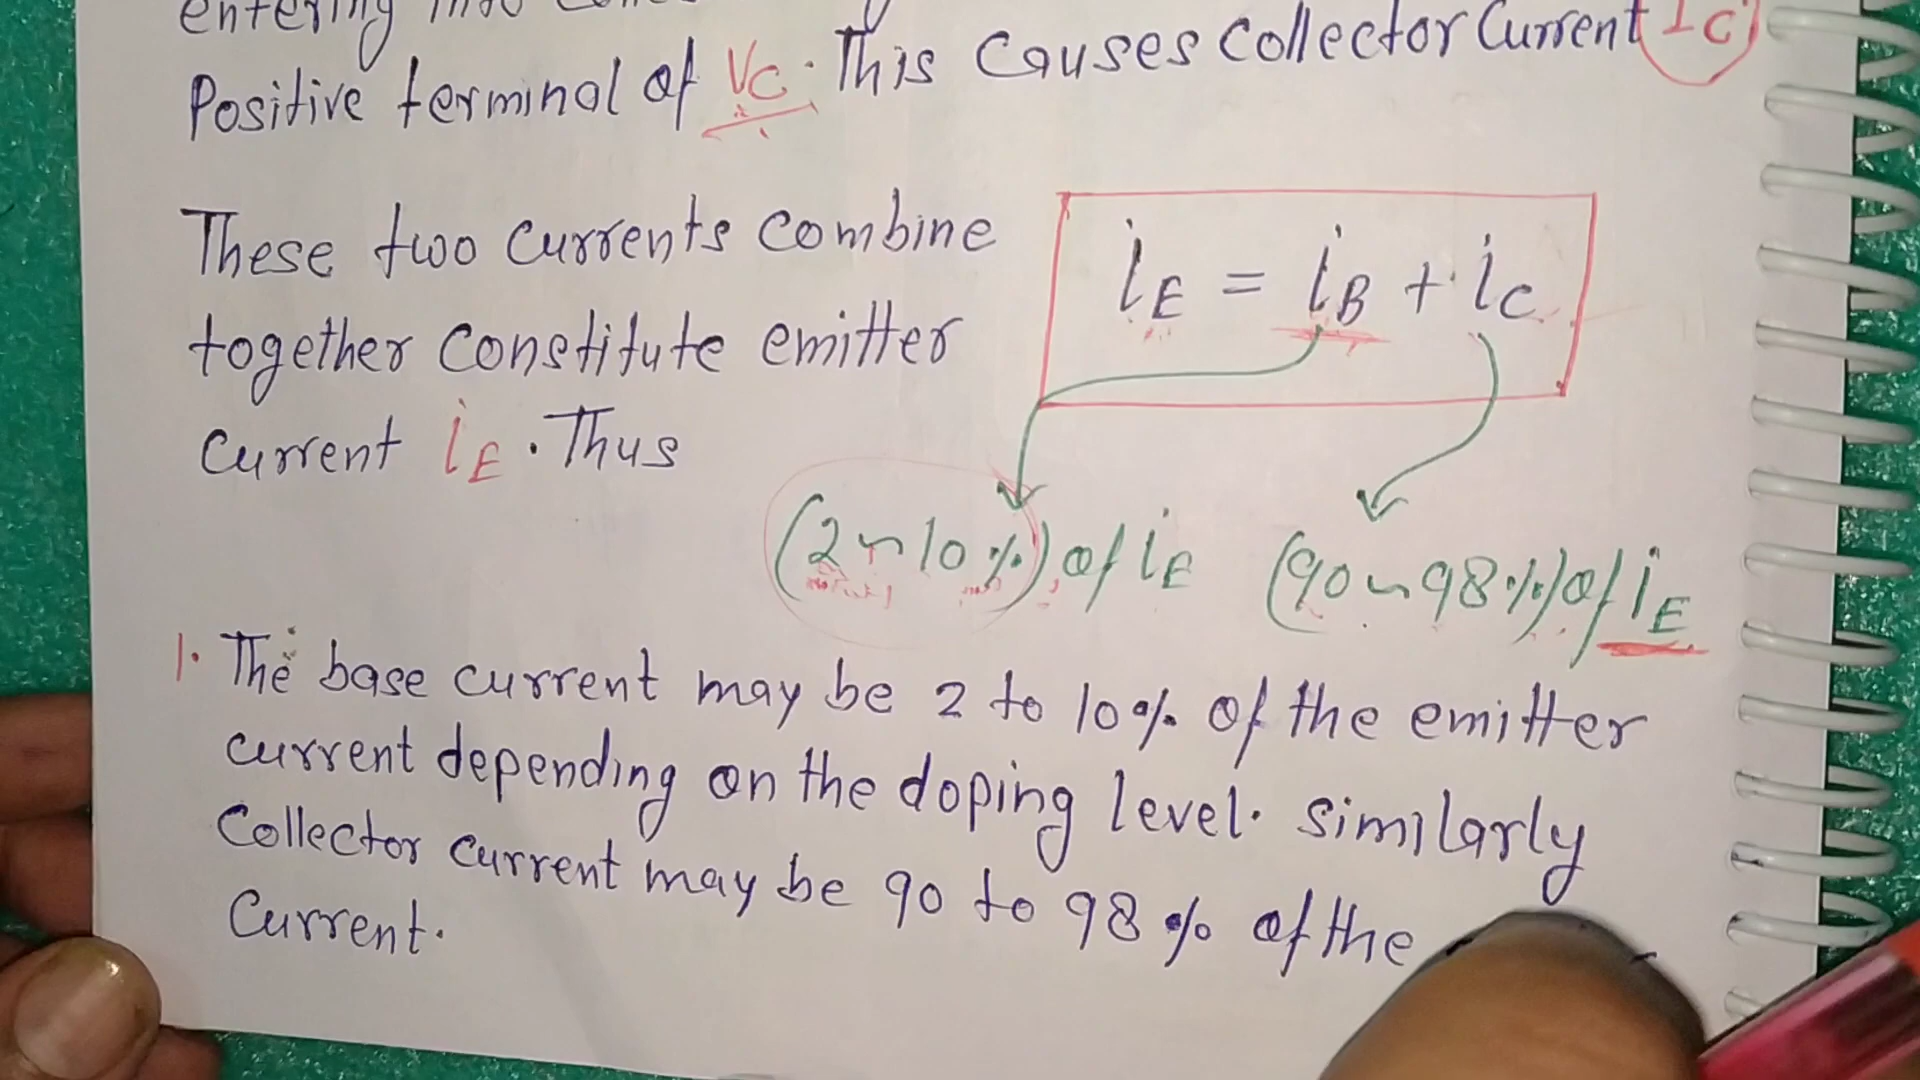 entering into
Positive terminal of Vc. This Causes Collector Current Ic
These two Currents Combine
together Constitute emitter
Current iE. Thus
iE = iB + iC
(2~10%) of iE (90~98%) of iE
1. The base current may be 2 to 10% of the emitter
current depending on the doping level. Similarly
Collector Current may be 90 to 98% of the
Current.